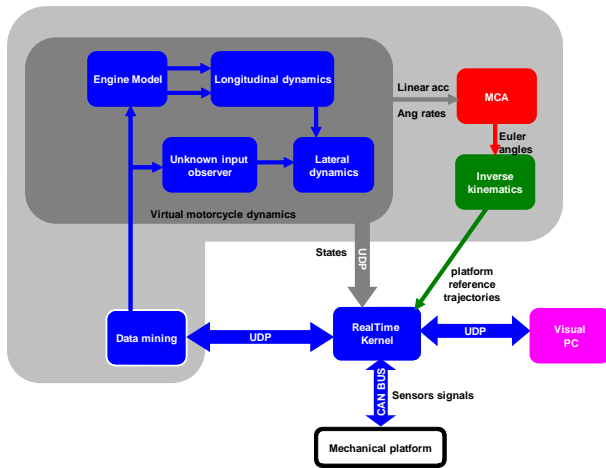 Engine Model
Longitudinal dynamics
Linear acc
MCA
Ang rates
Euler
angles
Unknown input
observer
Lateral
dynamics
Inverse
kinematics
Virtual motorcycle dynamics
States
UDP
platform
reference
trajectories
Data mining
UDP
RealTime
Kernel
UDP
Visual
PC
CAN BUS
Sensors signals
Mechanical platform